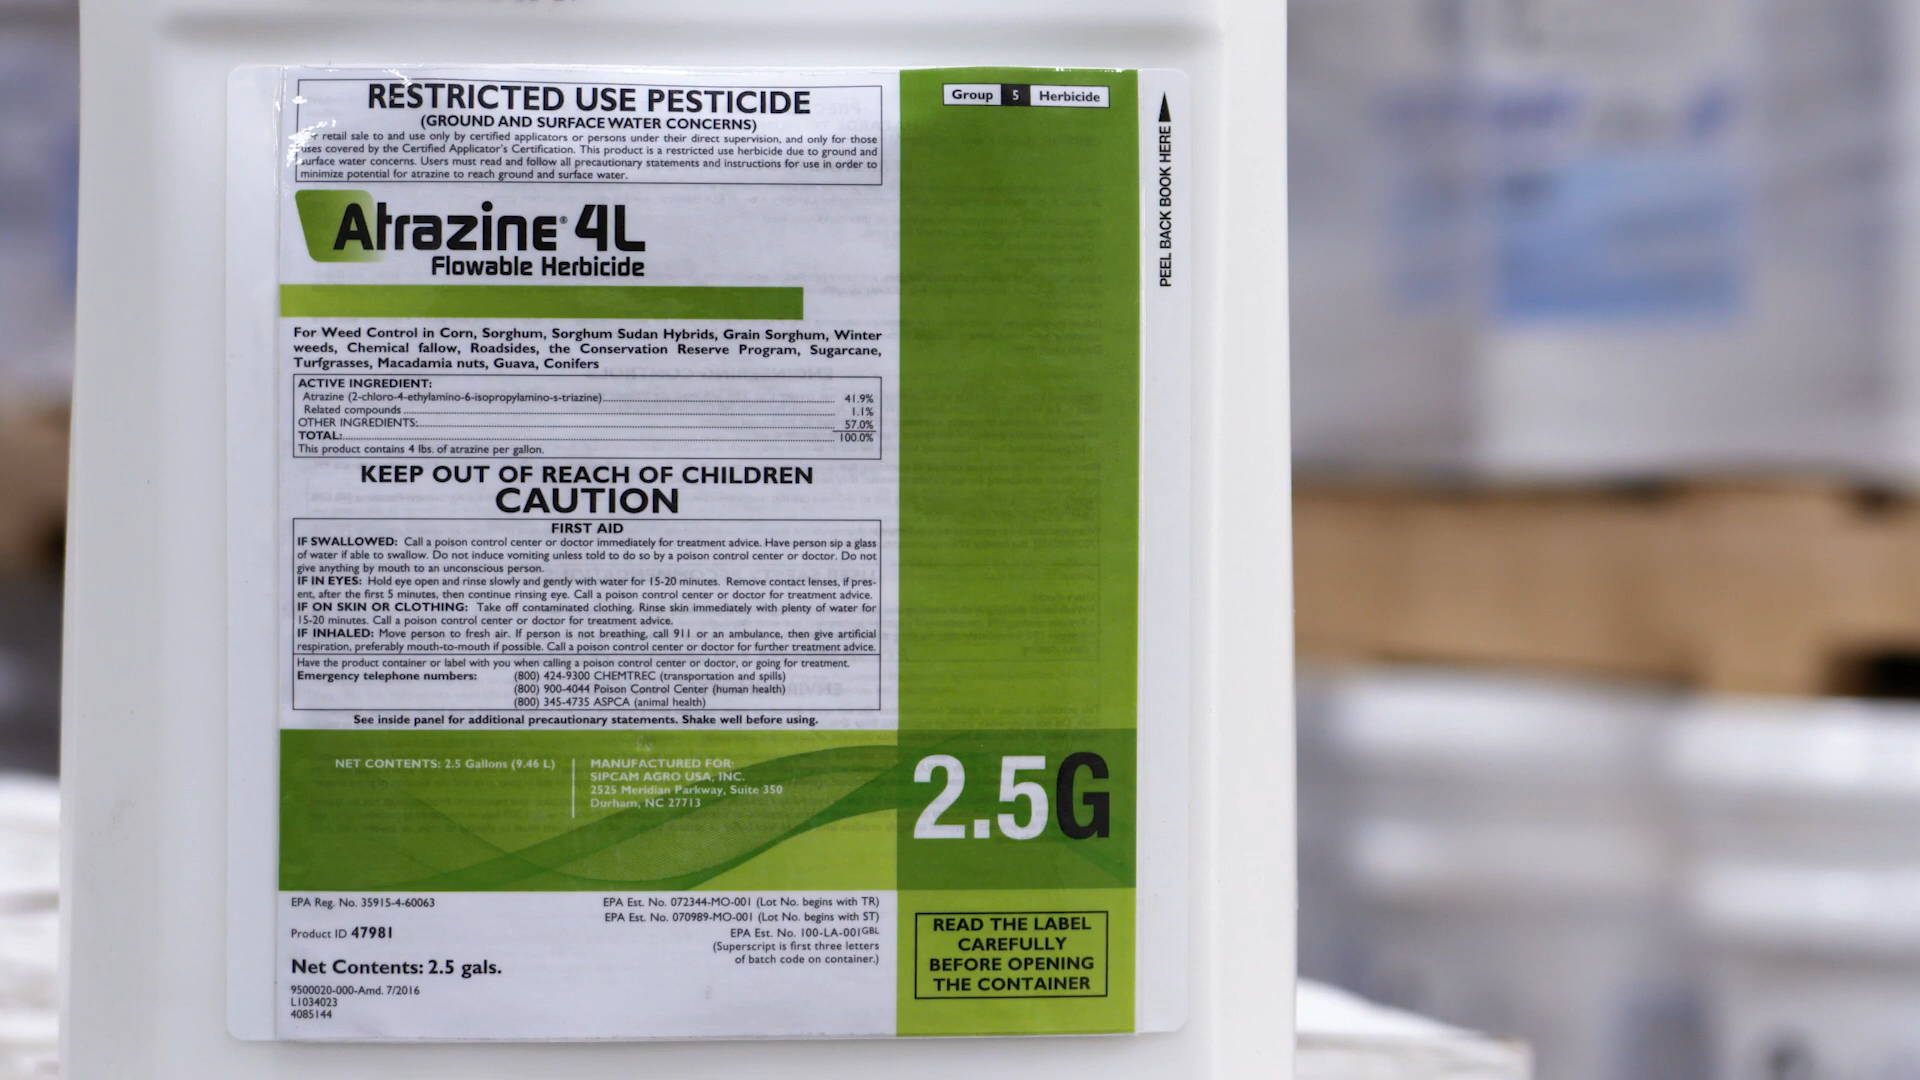 RESTRICTED USE PESTICIDE
(GROUND AND SURFACE WATER CONCERNS)
retail sale to and use only by certified applicators or persons under their direct supervision, and only for those
uses covered by the Certified Applicator's Certification. This product is a restricted use herbicide due to ground and
surface water concerns. Users must read and follow all precautionary statements and instructions for use in order to
minimize potential for atrazine to reach ground and surface water.
Atrazine® 4L
Flowable Herbicide
For Weed Control in Corn, Sorghum, Sorghum Sudan Hybrids, Grain Sorghum, Winter
weeds, Chemical fallow, Roadsides, the Conservation Reserve Program, Sugarcane,
Turfgrasses, Macadamia nuts, Guava, Conifers
ACTIVE INGREDIENT:
Atrazine (2-chloro-4-ethylamino-6-isopropylamino-s-triazine) 41.9%
Related compounds 1.1%
OTHER INGREDIENTS: 57.0%
TOTAL: 100.0%
This product contains 4 lbs. of atrazine per gallon.
KEEP OUT OF REACH OF CHILDREN
CAUTION
FIRST AID
IF SWALLOWED: Call a poison control center or doctor immediately for treatment advice. Have person sip a glass
of water if able to swallow. Do not induce vomiting unless told to do so by a poison control center or doctor. Do not
give anything by mouth to an unconscious person.
IF IN EYES: Hold eye open and rinse slowly and gently with water for 15-20 minutes. Remove contact lenses, if pres-
ent, after the first 5 minutes, then continue rinsing eye. Call a poison control center or doctor for treatment advice.
IF ON SKIN OR CLOTHING: Take off contaminated clothing. Rinse skin immediately with plenty of water for
15-20 minutes. Call a poison control center or doctor for treatment advice.
IF INHALED: Move person to fresh air. If person is not breathing, call 911 or an ambulance, then give artificial
respiration, preferably mouth-to-mouth if possible. Call a poison control center or doctor for further treatment advice.
Have the product container or label with you when calling a poison control center or doctor, or going for treatment.
Emergency telephone numbers: (800) 424-9300 CHEMTREC (transportation and spills)
(800) 900-4044 Poison Control Center (human health)
(800) 345-4735 ASPCA (animal health)
See inside panel for additional precautionary statements. Shake well before using.
NET CONTENTS: 2.5 Gallons (9.46 L)
MANUFACTURED FOR:
SIPCAM AGRO USA, INC.
2525 Meridian Parkway, Suite 350
Durham, NC 27713
EPA Reg. No. 35915-4-60063
Product ID 47981
Net Contents: 2.5 gals.
9500020-000-Amd. 7/2016
L1034023
4085144
EPA Est. No. 072344-MO-001 (Lot No. begins with TR)
EPA Est. No. 070989-MO-001 (Lot No. begins with ST)
EPA Est. No. 100-LA-001GBL
(Superscript is first three letters
of batch code on container.)
Group 5 Herbicide
2.5G
READ THE LABEL
CAREFULLY
BEFORE OPENING
THE CONTAINER
PEEL BACK BOOK HERE